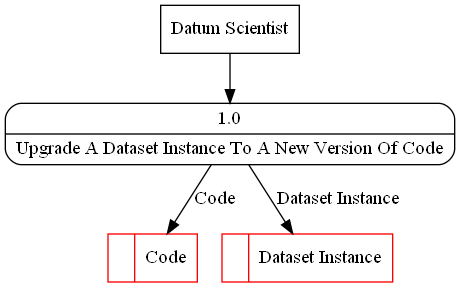 Datum Scientist
1.0
Upgrade A Dataset Instance To A New Version Of Code
Code
Dataset Instance
Code
Dataset Instance